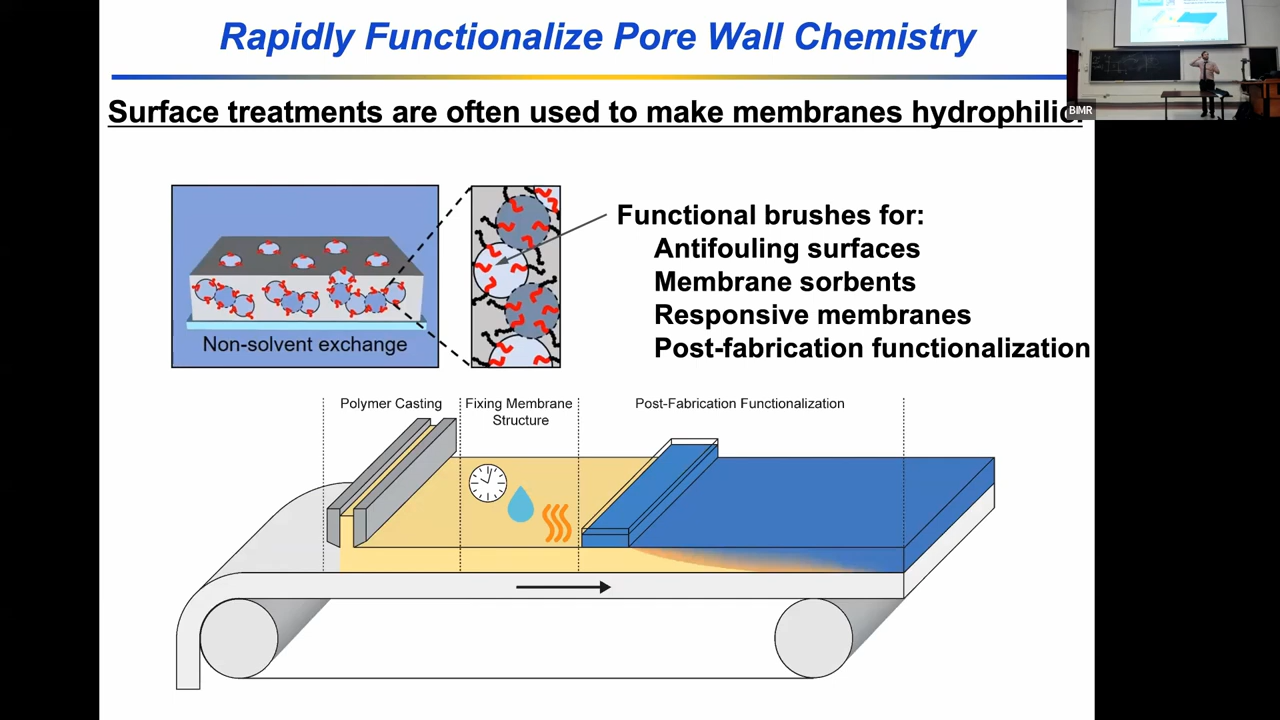 Rapidly Functionalize Pore Wall Chemistry
Surface treatments are often used to make membranes hydrophilic.
BIMR
Functional brushes for:
Antifouling surfaces
Membrane sorbents
Responsive membranes
Post-fabrication functionalization
Non-solvent exchange
Polymer Casting
Fixing Membrane
Structure
Post-Fabrication Functionalization